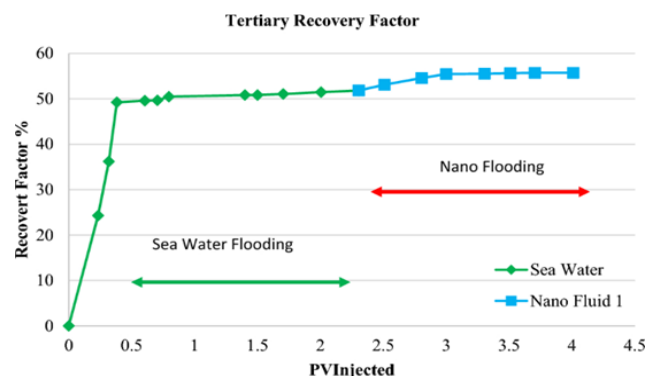 Tertiary Recovery Factor
60
50
40
30
20
10
0
Recovert Factor %
Nano Flooding
Sea Water Flooding
Sea Water
Nano Fluid 1
0
0.5
1
1.5
2
2.5
3
3.5
4
4.5
PVInjected